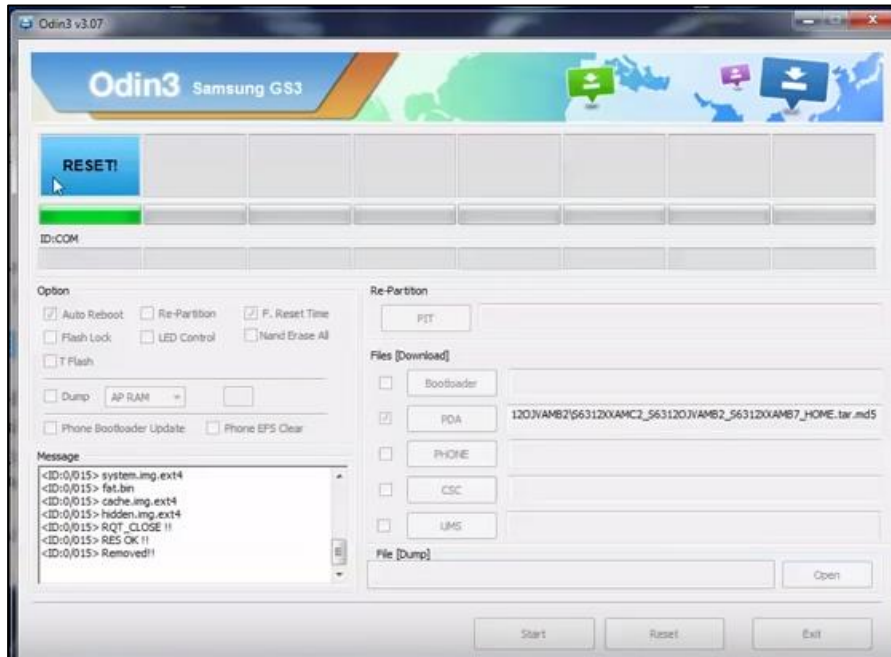 Odin3 v3.07
Odin3 Samsung GS3
RESET!
ID:COM
Option
Auto Reboot Re-Partition F. Reset Time
Flash Lock LED Control Nand Erase All
T Flash
Dump AP RAM
Phone Bootloader Update Phone EFS Clear
Message
<ID:0/015> system.img.ext4
<ID:0/015> fat.bin
<ID:0/015> cache.img.ext4
<ID:0/015> hidden.img.ext4
<ID:0/015> RQT_CLOSE !!
<ID:0/015> RES OK !!
<ID:0/015> Removed!!
Re-Partition
PIT
Files [Download]
Bootloader
PDA 12OJVAMB2\S6312XXAMC2_S6312OJVAMB2_S6312XXAMB7_HOME.tar.md5
PHONE
CSC
UMS
File [Dump]
Open
Start Reset Exit